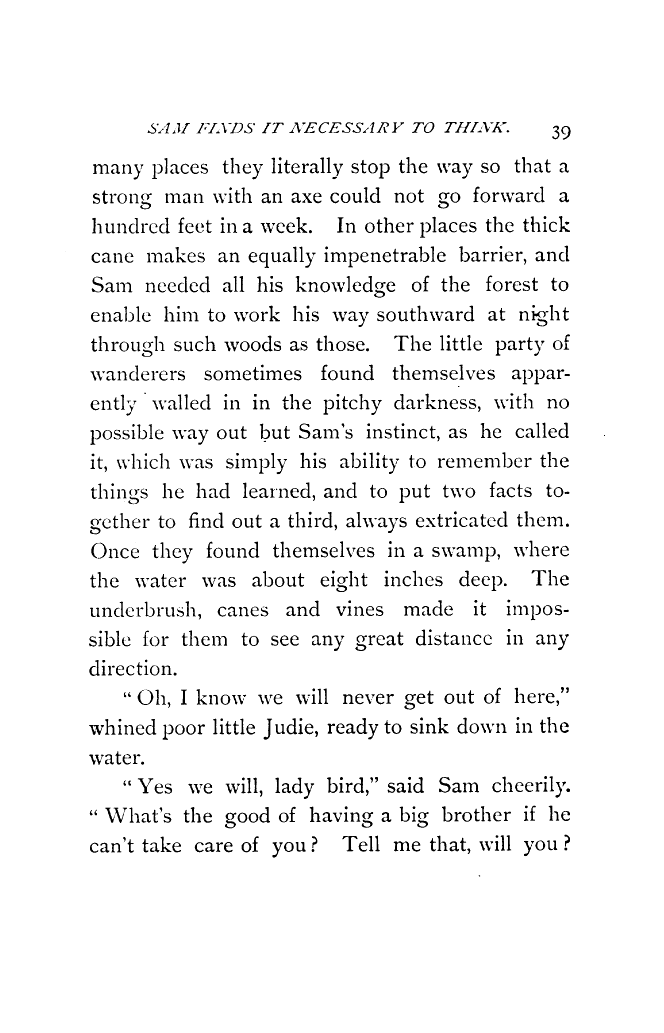 SAM FINDS IT NECESSARY TO THINK. 39
many places they literally stop the way so that a
strong man with an axe could not go forward a
hundred feet in a week. In other places the thick
cane makes an equally impenetrable barrier, and
Sam needed all his knowledge of the forest to
enable him to work his way southward at night
through such woods as those. The little party of
wanderers sometimes found themselves appar-
ently walled in in the pitchy darkness, with no
possible way out but Sam's instinct, as he called
it, which was simply his ability to remember the
things he had learned, and to put two facts to-
gether to find out a third, always extricated them.
Once they found themselves in a swamp, where
the water was about eight inches deep. The
underbrush, canes and vines made it impos-
sible for them to see any great distance in any
direction.
" Oh, I know we will never get out of here,"
whined poor little Judie, ready to sink down in the
water.
" Yes we will, lady bird," said Sam cheerily.
" What's the good of having a big brother if he
can't take care of you? Tell me that, will you?